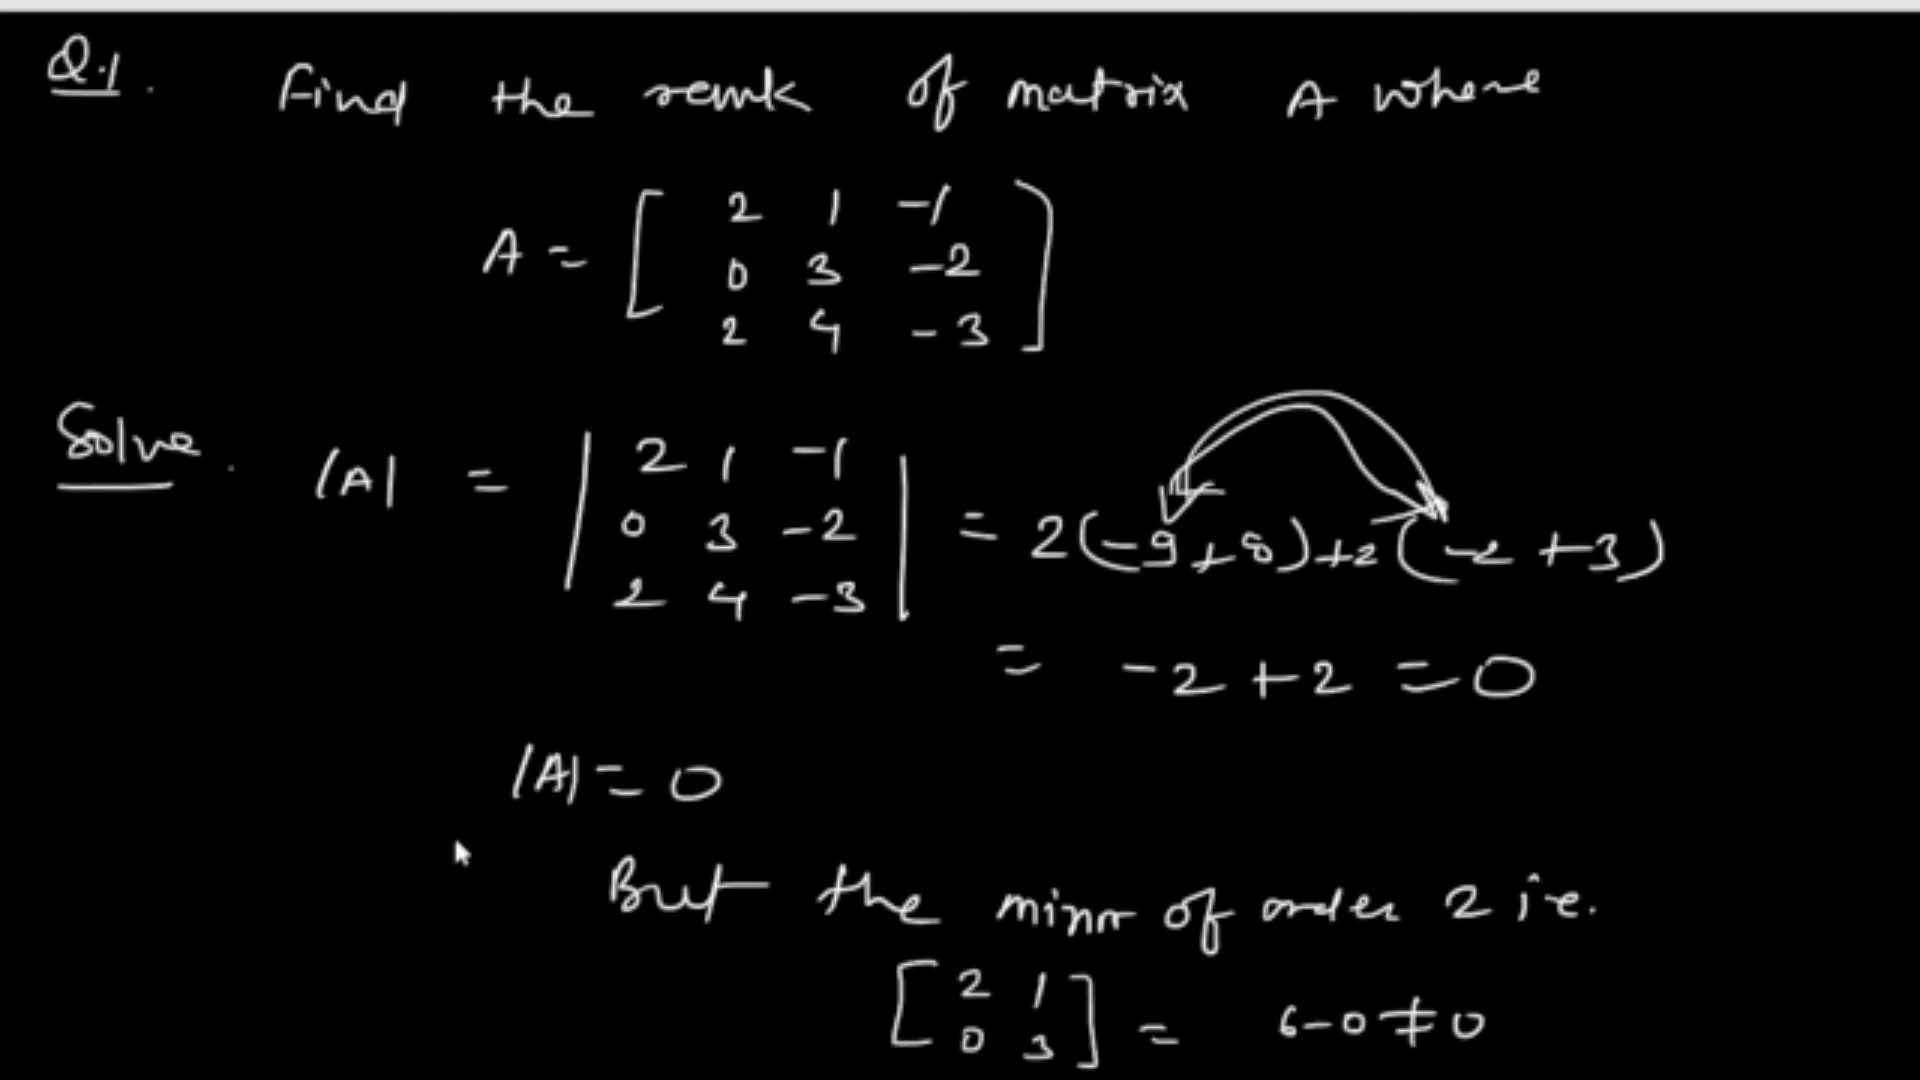 Q.1. Find the rank of matrix A where
A = [ 2 1 -1
0 3 -2
2 4 -3 ]
Solve. |A| = | 2 1 -1
0 3 -2
2 4 -3 | = 2(-9+8)+2(-2+3)
= -2+2 = 0
|A| = 0
But the minor of order 2 i.e.
[ 2 1
0 3 ] = 6-0≠0